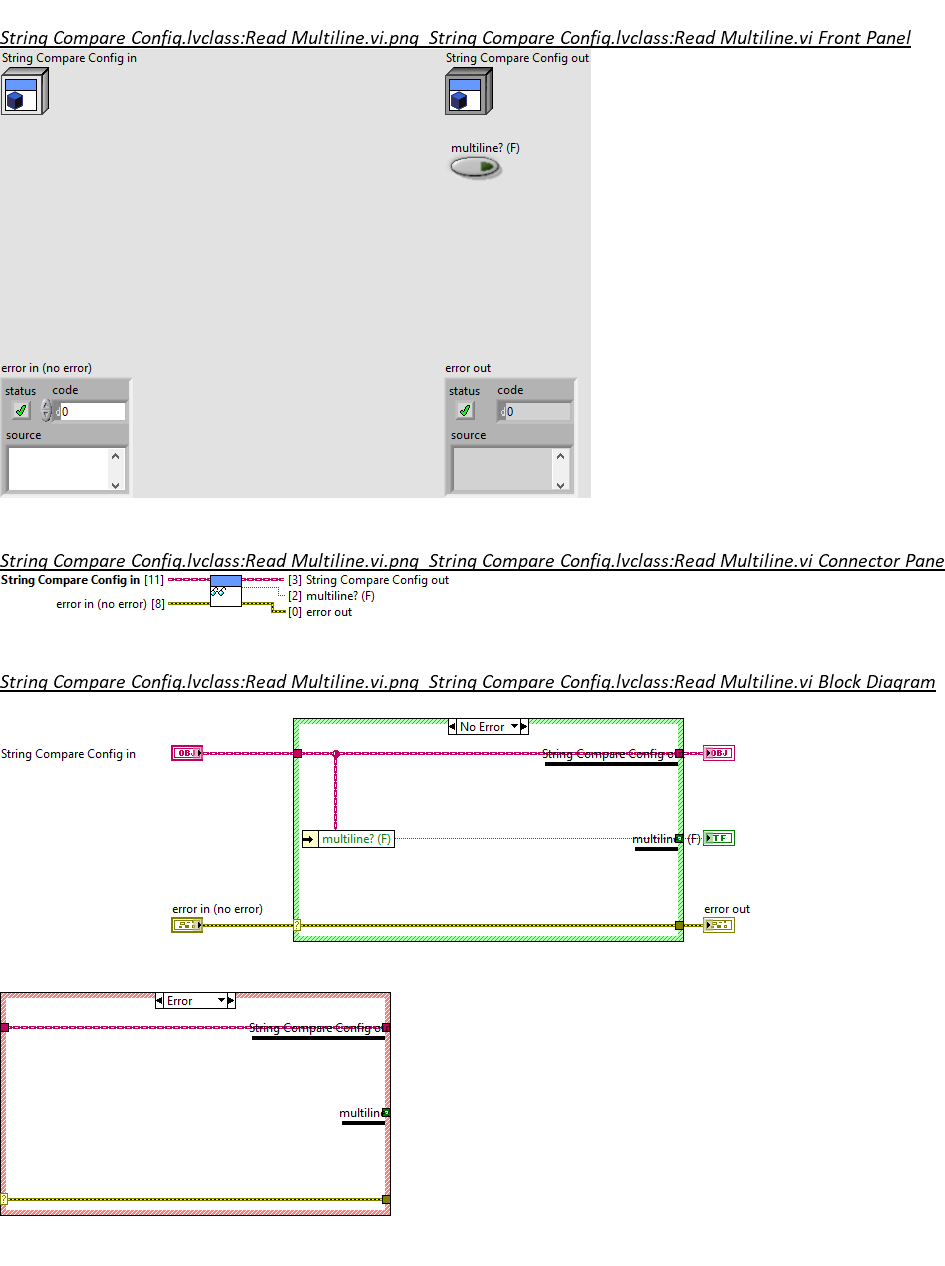 String Compare Config.lvclass:Read Multiline.vi.png String Compare Config.lvclass:Read Multiline.vi Front Panel
String Compare Config in
String Compare Config out
multiline? (F)
error in (no error)
error out
status code
d 0
source
status code
d 0
source
String Compare Config.lvclass:Read Multiline.vi.png String Compare Config.lvclass:Read Multiline.vi Connector Pane
String Compare Config in [11]
[3] String Compare Config out
[2] multiline? (F)
error in (no error) [8]
[0] error out
String Compare Config.lvclass:Read Multiline.vi.png String Compare Config.lvclass:Read Multiline.vi Block Diagram
No Error
String Compare Config in
OBJ
String Compare Config ou
OBJ
multiline? (F)
multilin (F)
TF
error in (no error)
error out
?
Error
String Compare Config ou
multiline
?